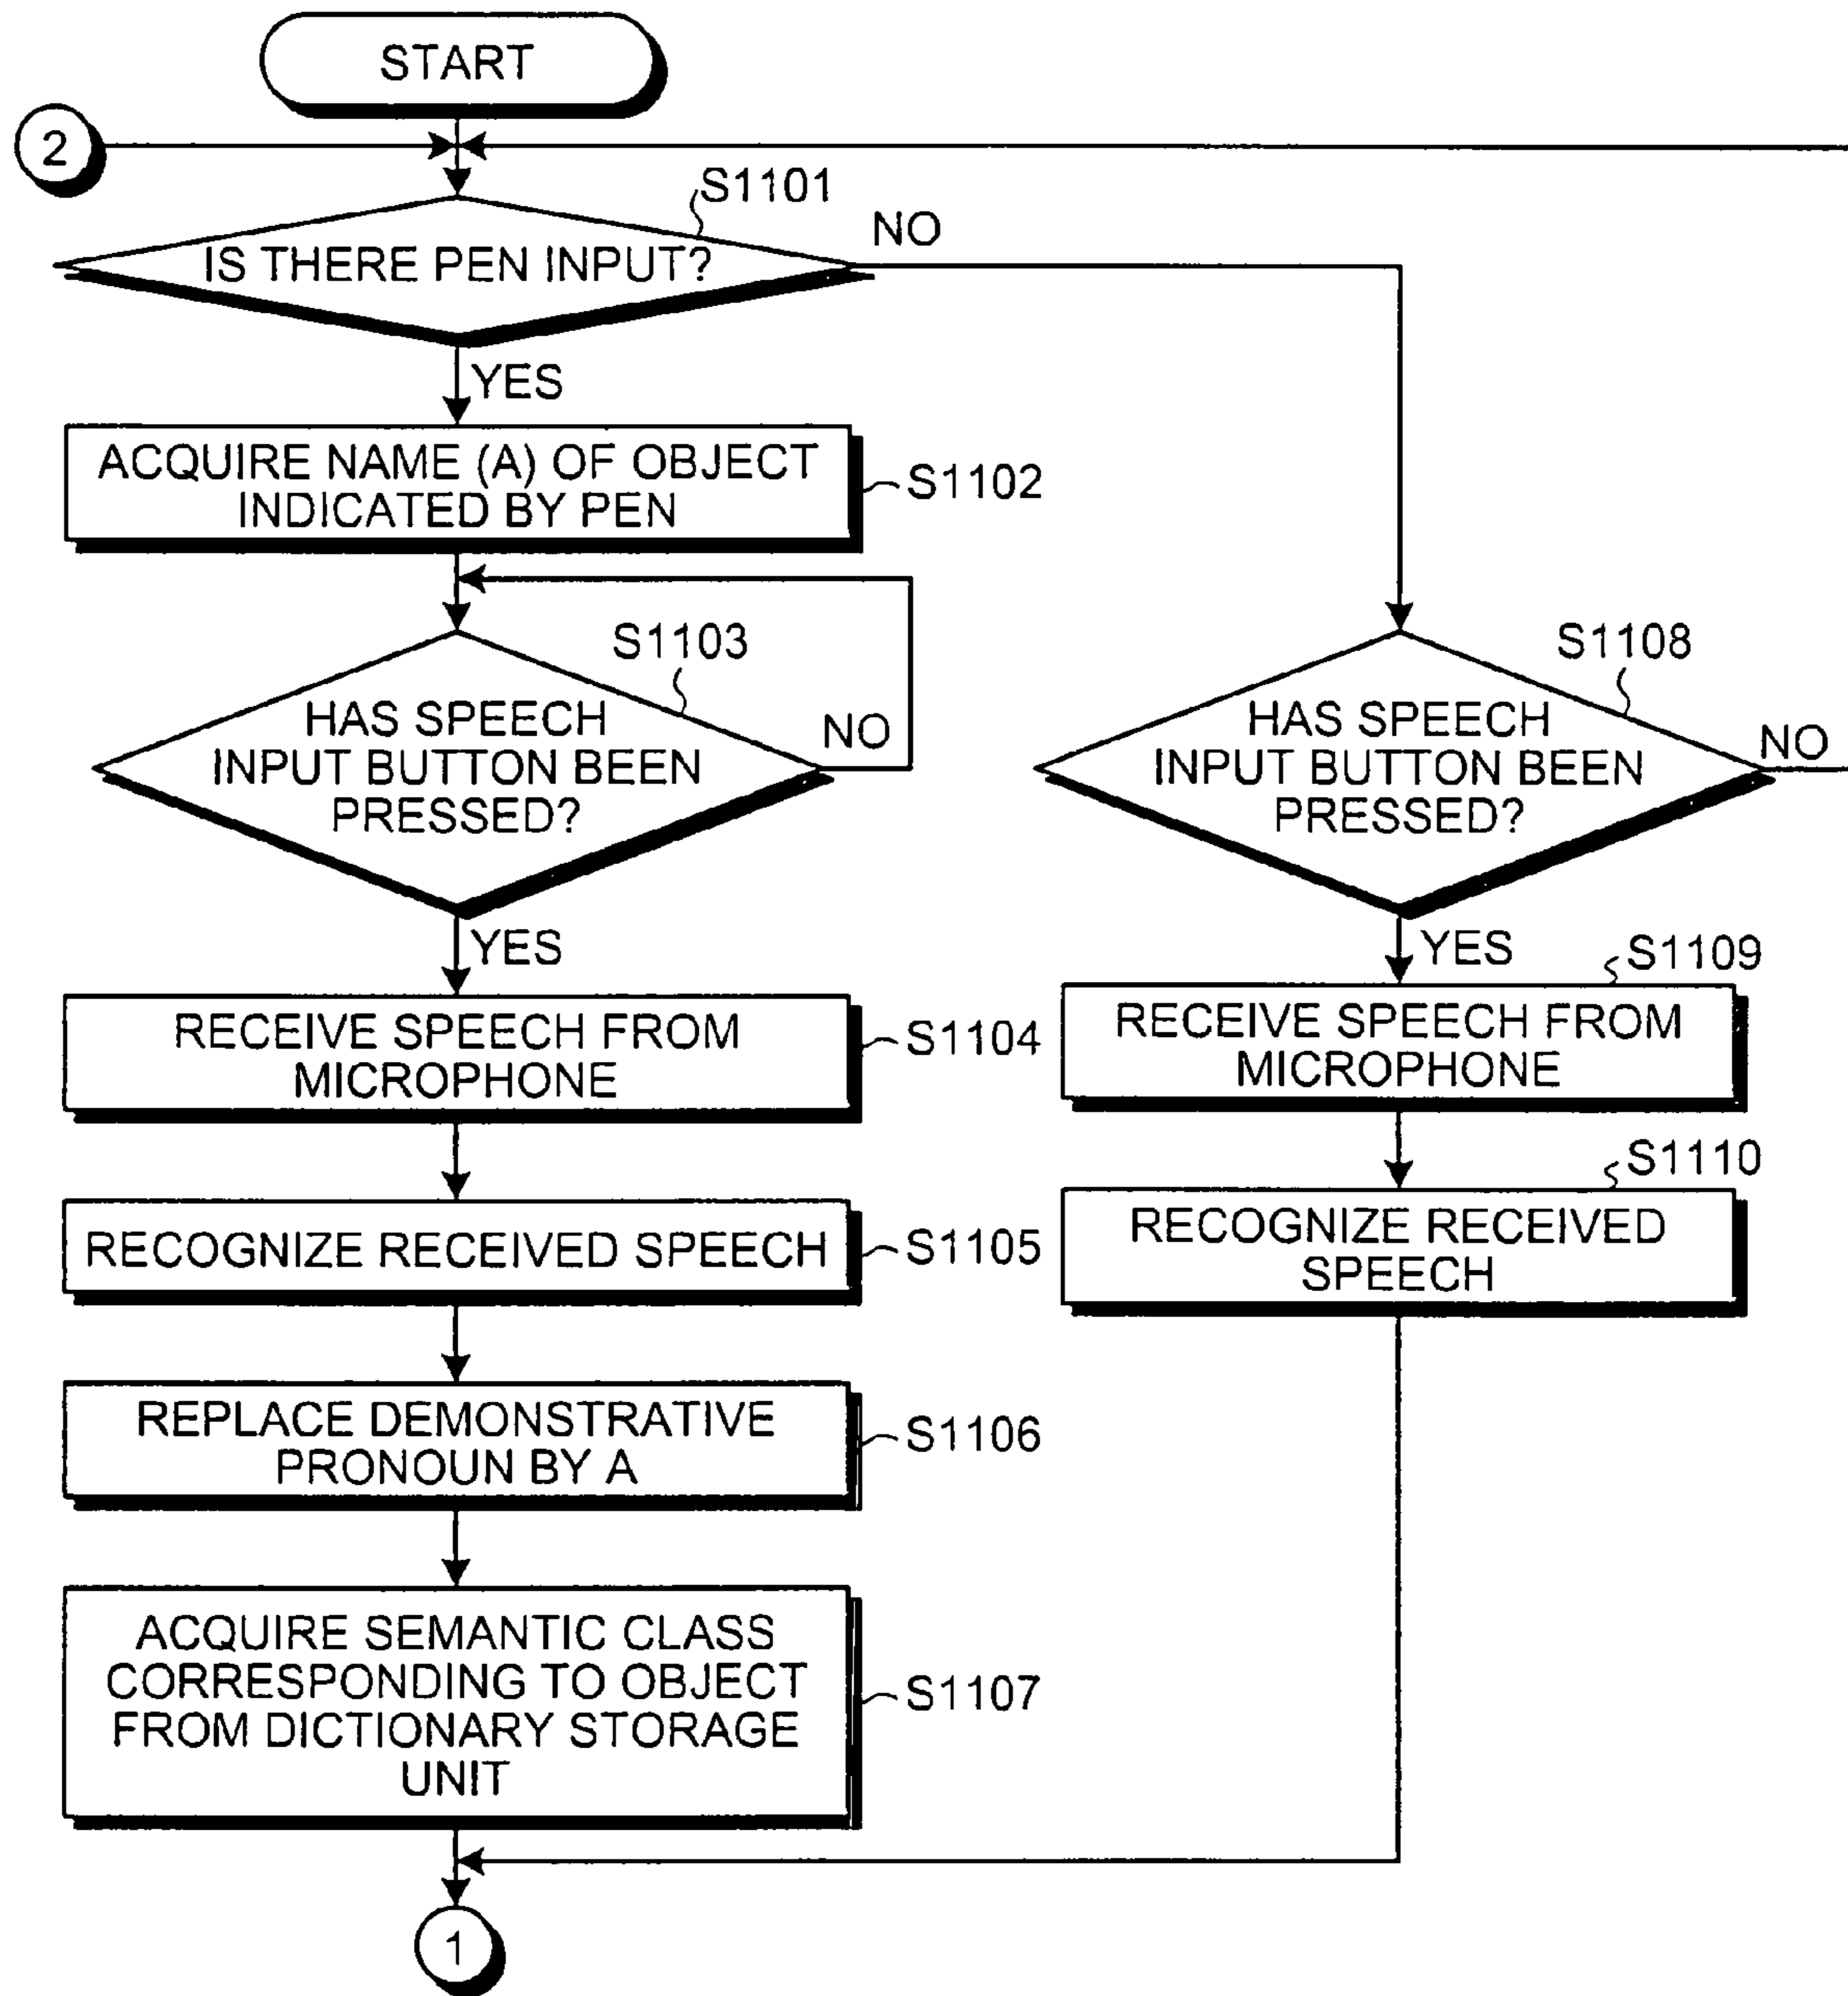 START
2
S1101
NO
IS THERE PEN INPUT?
YES
ACQUIRE NAME (A) OF OBJECT
INDICATED BY PEN
S1102
S1103
HAS SPEECH
INPUT BUTTON BEEN
PRESSED?
NO
YES
RECEIVE SPEECH FROM
MICROPHONE
S1104
RECOGNIZE RECEIVED SPEECH
S1105
REPLACE DEMONSTRATIVE
PRONOUN BY A
S1106
ACQUIRE SEMANTIC CLASS
CORRESPONDING TO OBJECT
FROM DICTIONARY STORAGE
UNIT
S1107
S1108
HAS SPEECH
INPUT BUTTON BEEN
PRESSED?
NO
YES
S1109
RECEIVE SPEECH FROM
MICROPHONE
S1110
RECOGNIZE RECEIVED
SPEECH
1